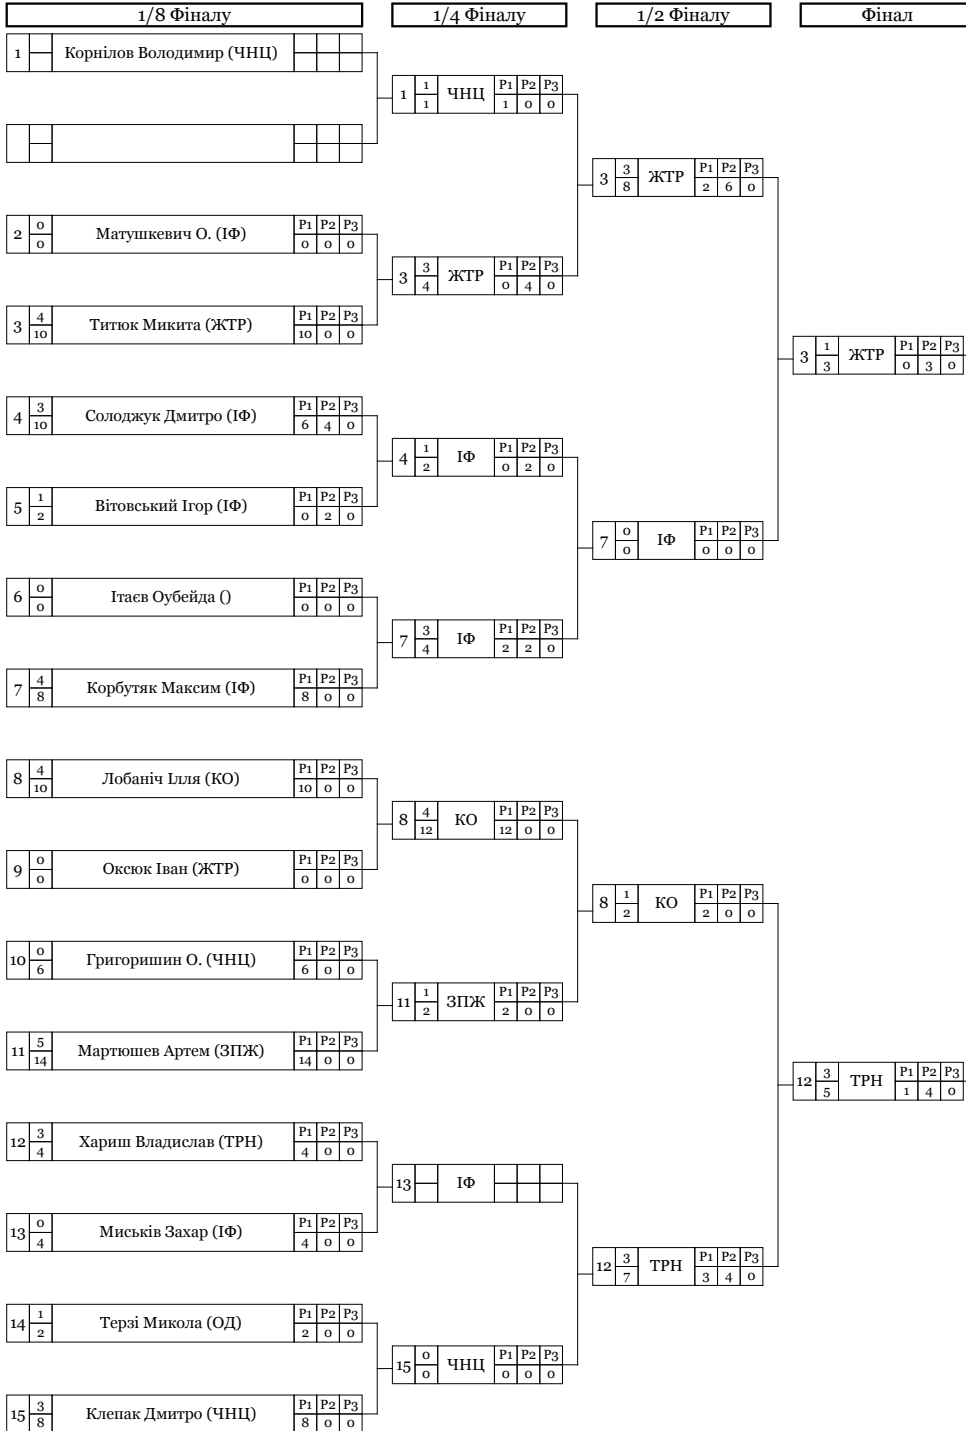 1/8 Фіналу 1/4 Фіналу 1/2 Фіналу Фінал
1 Корнілов Володимир (ЧНЦ)
1 1 ЧНЦ P1 P2 P3
1 1 0 0
3 3 ЖТР P1 P2 P3
8 2 6 0
2 0 Матушкевич О. (ІФ) P1 P2 P3
0 0 0 0
3 3 ЖТР P1 P2 P3
4 0 4 0
3 4 Титюк Микита (ЖТР) P1 P2 P3
10 10 0 0
3 1 ЖТР P1 P2 P3
3 0 3 0
4 3 Солоджук Дмитро (ІФ) P1 P2 P3
10 6 4 0
4 1 ІФ P1 P2 P3
2 0 2 0
5 1 Вітовський Ігор (ІФ) P1 P2 P3
2 0 2 0
7 0 ІФ P1 P2 P3
0 0 0 0
6 0 Ітаєв Оубейда () P1 P2 P3
0 0 0 0
7 3 ІФ P1 P2 P3
4 2 2 0
7 4 Корбутяк Максим (ІФ) P1 P2 P3
8 8 0 0
8 4 Лобаніч Ілля (КО) P1 P2 P3
10 10 0 0
8 4 КО P1 P2 P3
12 12 0 0
9 0 Оксюк Іван (ЖТР) P1 P2 P3
0 0 0 0
8 1 КО P1 P2 P3
2 2 0 0
10 0 Григоришин О. (ЧНЦ) P1 P2 P3
6 6 0 0
11 1 ЗПЖ P1 P2 P3
2 2 0 0
11 5 Мартюшев Артем (ЗПЖ) P1 P2 P3
14 14 0 0
12 3 ТРН P1 P2 P3
5 1 4 0
12 3 Хариш Владислав (ТРН) P1 P2 P3
4 4 0 0
13 ІФ
13 0 Миськів Захар (ІФ) P1 P2 P3
4 4 0 0
12 3 ТРН P1 P2 P3
7 3 4 0
14 1 Терзі Микола (ОД) P1 P2 P3
2 2 0 0
15 0 ЧНЦ P1 P2 P3
0 0 0 0
15 3 Клепак Дмитро (ЧНЦ) P1 P2 P3
8 8 0 0